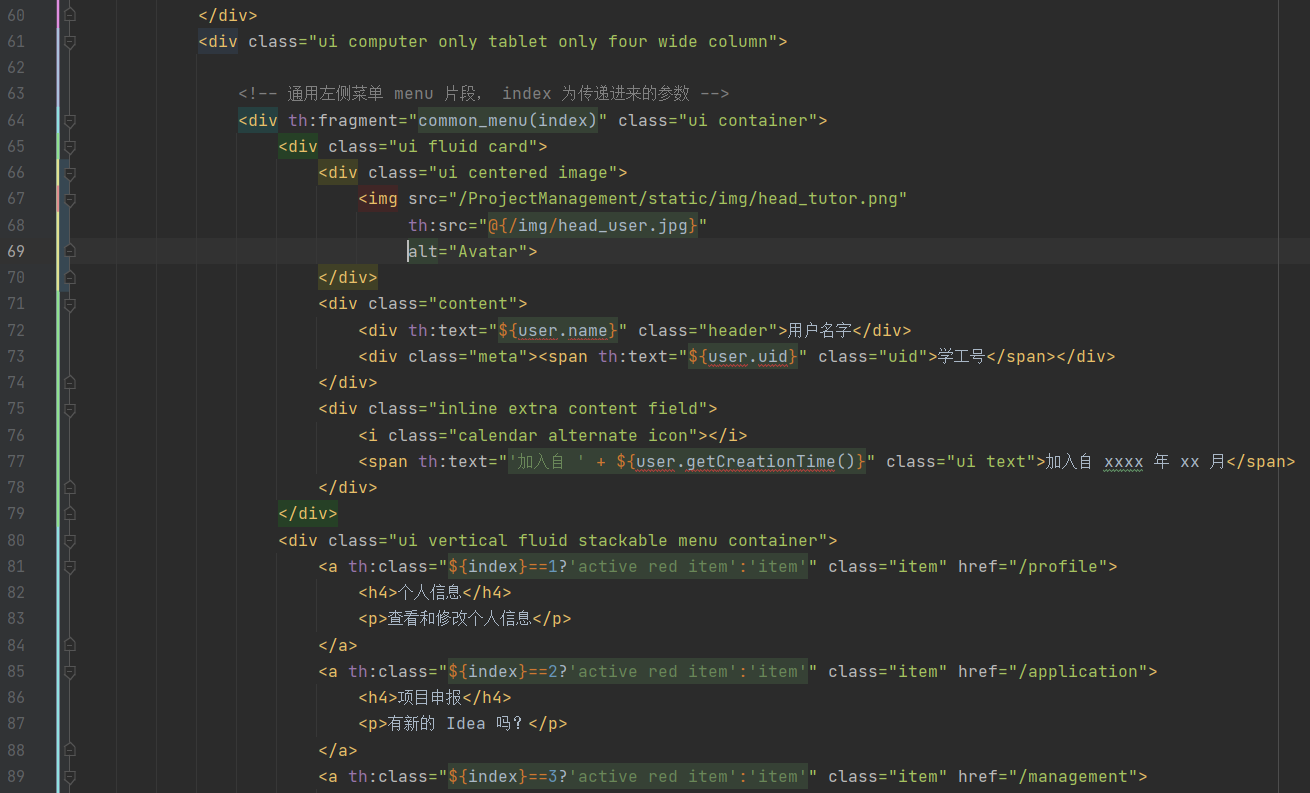 60 </div>
61 <div class="ui computer only tablet only four wide column">
62
63 <!-- 通用左侧菜单 menu 片段， index 为传递进来的参数 -->
64 <div th:fragment="common_menu(index)" class="ui container">
65 <div class="ui fluid card">
66 <div class="ui centered image">
67 <img src="/ProjectManagement/static/img/head_tutor.png"
68 th:src="@{/img/head_user.jpg}"
69 alt="Avatar">
70 </div>
71 <div class="content">
72 <div th:text="${user.name}" class="header">用户名字</div>
73 <div class="meta"><span th:text="${user.uid}" class="uid">学工号</span></div>
74 </div>
75 <div class="inline extra content field">
76 <i class="calendar alternate icon"></i>
77 <span th:text="'加入自 ' + ${user.getCreationTime()}" class="ui text">加入自 xxxx 年 xx 月</span>
78 </div>
79 </div>
80 <div class="ui vertical fluid stackable menu container">
81 <a th:class="${index}==1?'active red item':'item'" class="item" href="/profile">
82 <h4>个人信息</h4>
83 <p>查看和修改个人信息</p>
84 </a>
85 <a th:class="${index}==2?'active red item':'item'" class="item" href="/application">
86 <h4>项目申报</h4>
87 <p>有新的 Idea 吗？</p>
88 </a>
89 <a th:class="${index}==3?'active red item':'item'" class="item" href="/management">